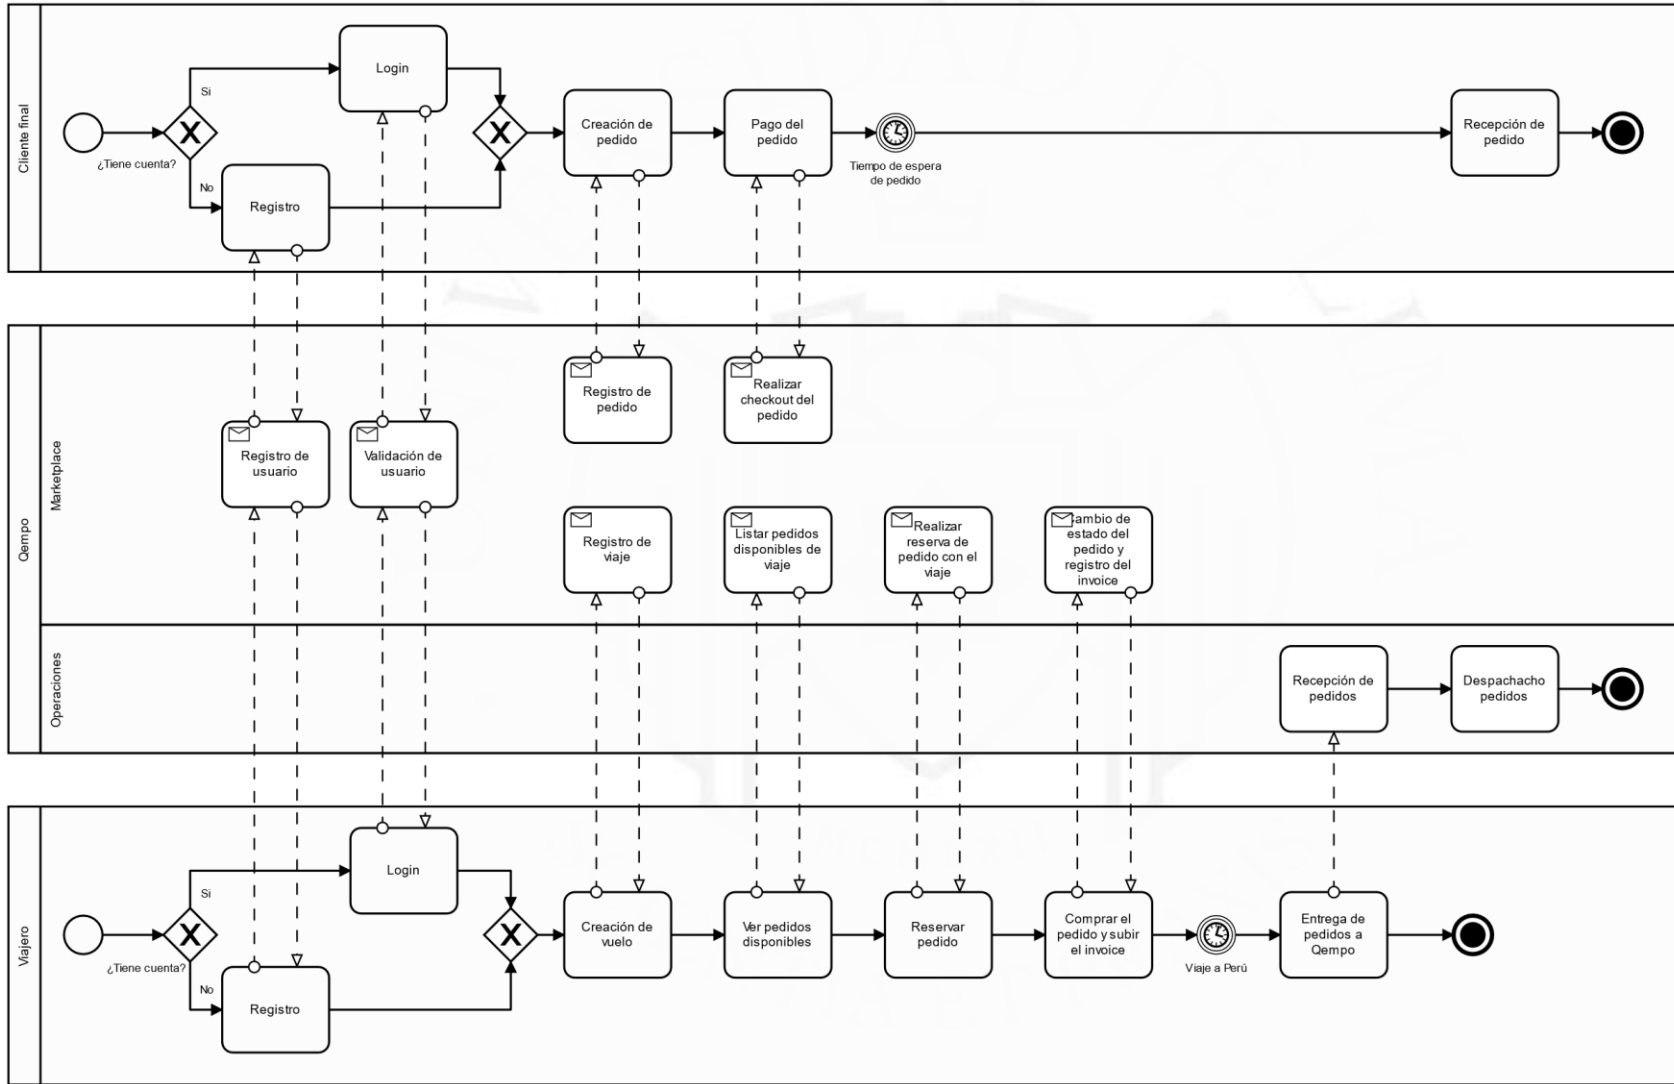 Cliente final
Login
Si
¿Tiene cuenta?
No
Registro
Creación de
pedido
Pago del
pedido
Tiempo de espera
de pedido
Recepción de
pedido
Qempo
Marketplace
Registro de
usuario
Validación de
usuario
Registro de
pedido
Realizar
checkout del
pedido
Registro de
viaje
Listar pedidos
disponibles de
viaje
Realizar
reserva de
pedido con el
viaje
Cambio de
estado del
pedido y
registro del
invoice
Operaciones
Recepción de
pedidos
Despachacho
pedidos
Viajero
Login
Si
¿Tiene cuenta?
No
Registro
Creación de
vuelo
Ver pedidos
disponibles
Reservar
pedido
Comprar el
pedido y subir
el invoice
Viaje a Perú
Entrega de
pedidos a
Qempo